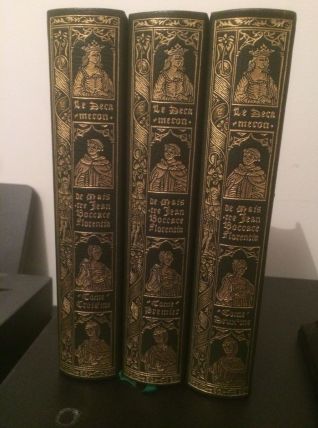 Le Deca
meron
de Mais
tre Jean
Boccace
Florentin
Tome
Troisime
Le Deca
meron
de Mais
tre Jean
Boccace
Florentin
Tome
Premier
Le Deca
meron
de Mais
tre Jean
Boccace
Florentin
Tome